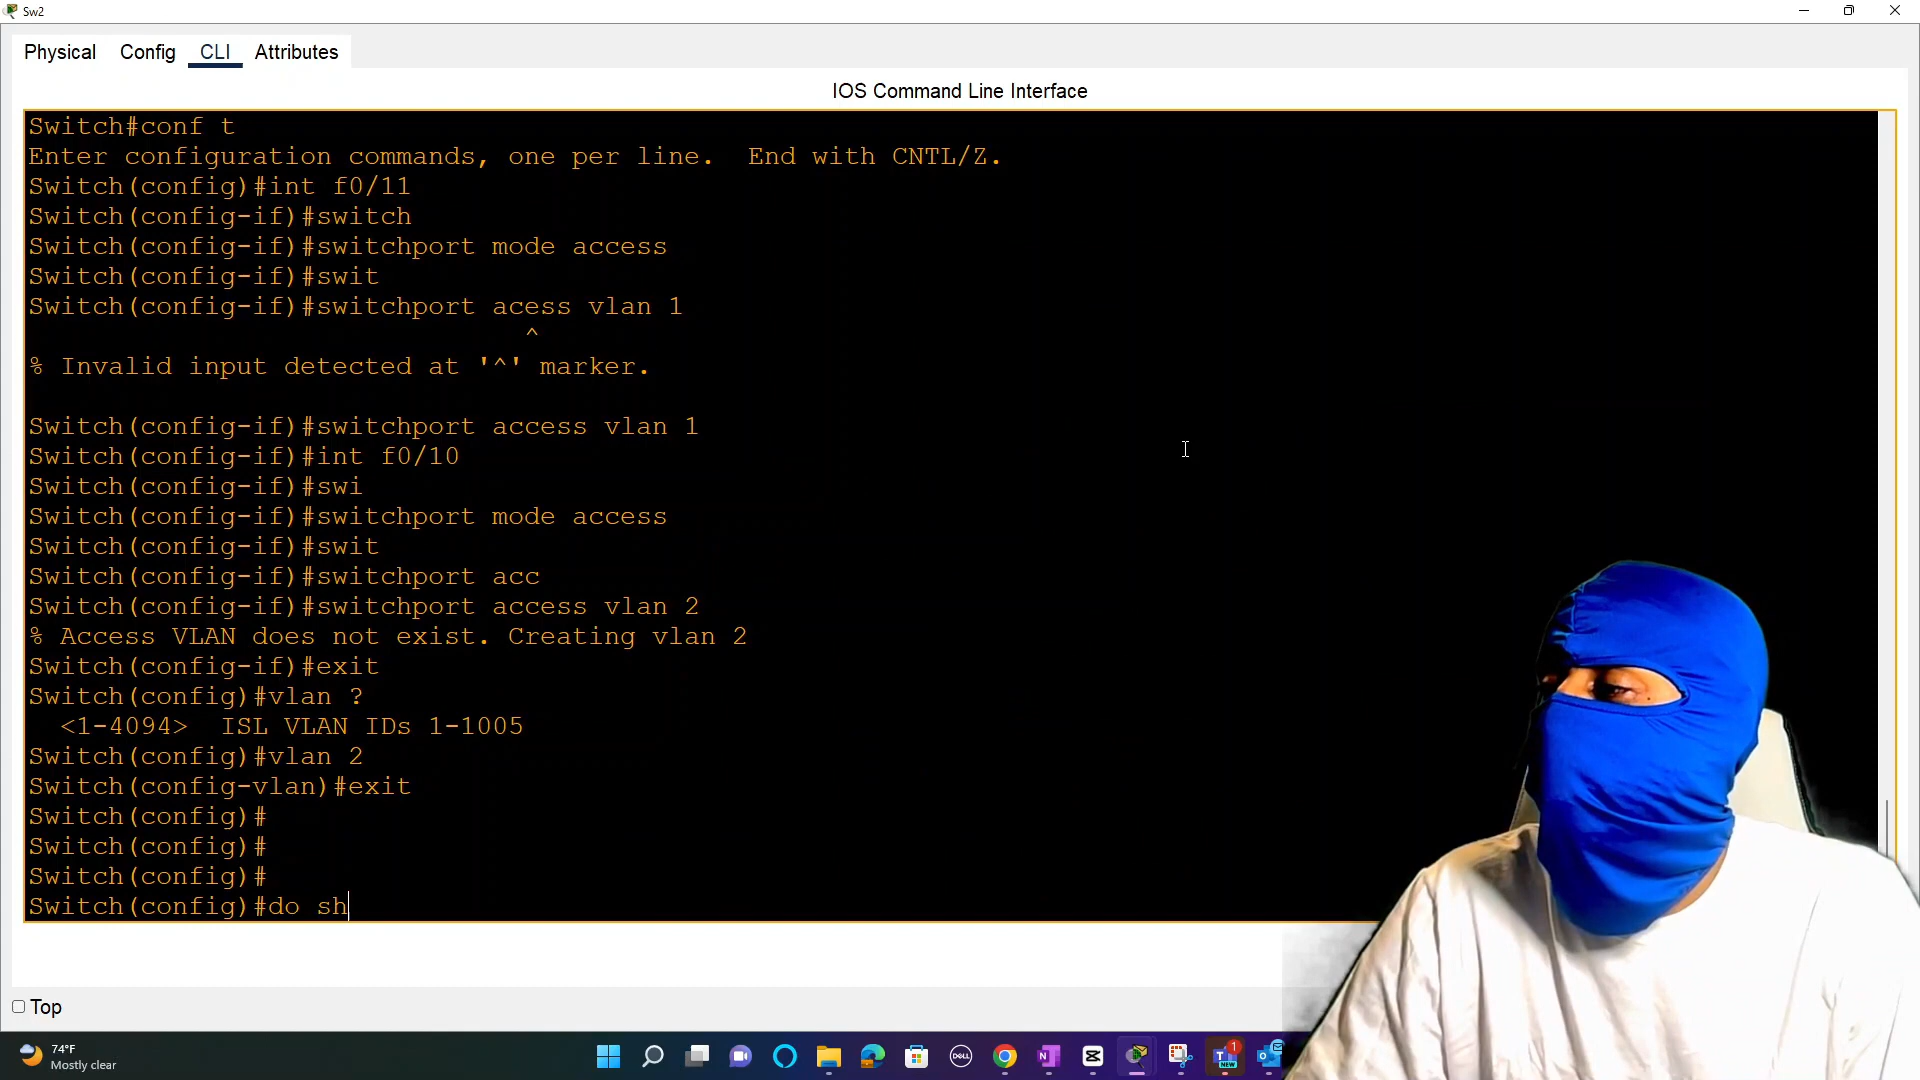 Sw2
Physical Config CLI Attributes
IOS Command Line Interface
Switch#conf t
Enter configuration commands, one per line.  End with CNTL/Z.
Switch(config)#int f0/11
Switch(config-if)#switch
Switch(config-if)#switchport mode access
Switch(config-if)#swit
Switch(config-if)#switchport acess vlan 1
^
% Invalid input detected at '^' marker.
Switch(config-if)#switchport access vlan 1
Switch(config-if)#int f0/10
Switch(config-if)#swi
Switch(config-if)#switchport mode access
Switch(config-if)#swit
Switch(config-if)#switchport acc
Switch(config-if)#switchport access vlan 2
% Access VLAN does not exist. Creating vlan 2
Switch(config-if)#exit
Switch(config)#vlan ?
<1-4094>  ISL VLAN IDs 1-1005
Switch(config)#vlan 2
Switch(config-vlan)#exit
Switch(config)#
Switch(config)#
Switch(config)#
Switch(config)#do sh
Top
74°F
Mostly clear
DELL
N
T
1
NEW